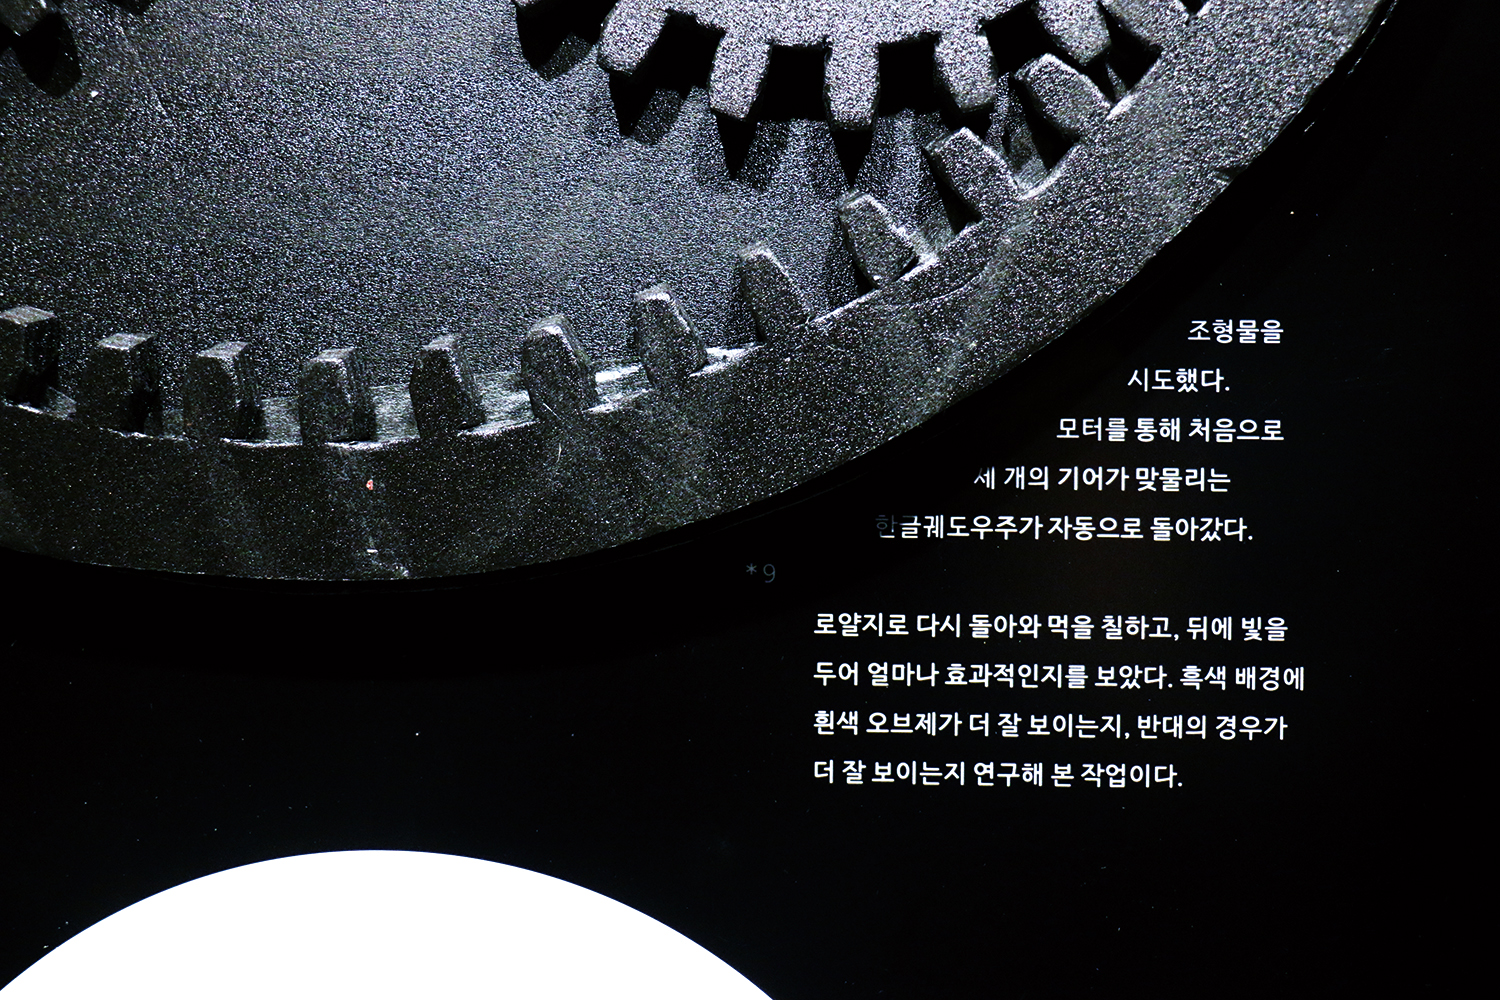 조형물을
시도했다.
모터를 통해 처음으로
세 개의 기어가 맞물리는
한글궤도우주가 자동으로 돌아갔다.
*9
로얄지로 다시 돌아와 먹을 칠하고, 뒤에 빛을
두어 얼마나 효과적인지를 보았다. 흑색 배경에
흰색 오브제가 더 잘 보이는지, 반대의 경우가
더 잘 보이는지 연구해 본 작업이다.